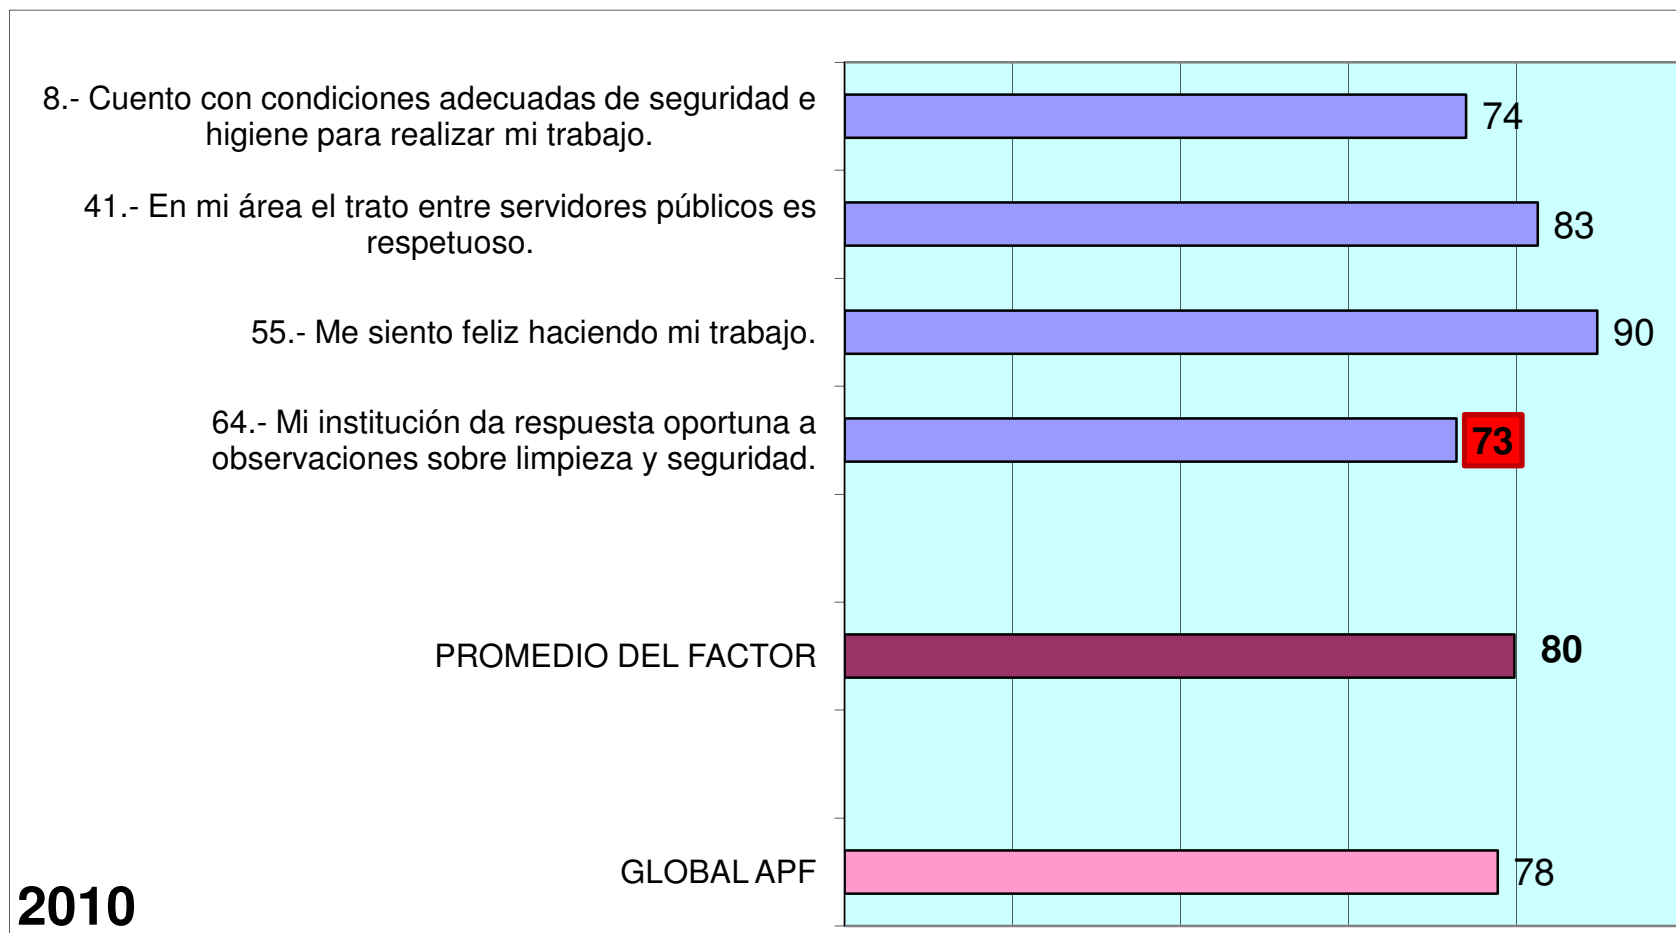 8.- Cuento con condiciones adecuadas de seguridad e
higiene para realizar mi trabajo.
74
41.- En mi área el trato entre servidores públicos es
respetuoso.
83
55.- Me siento feliz haciendo mi trabajo.
90
64.- Mi institución da respuesta oportuna a
observaciones sobre limpieza y seguridad.
73
PROMEDIO DEL FACTOR
80
GLOBAL APF
78
2010